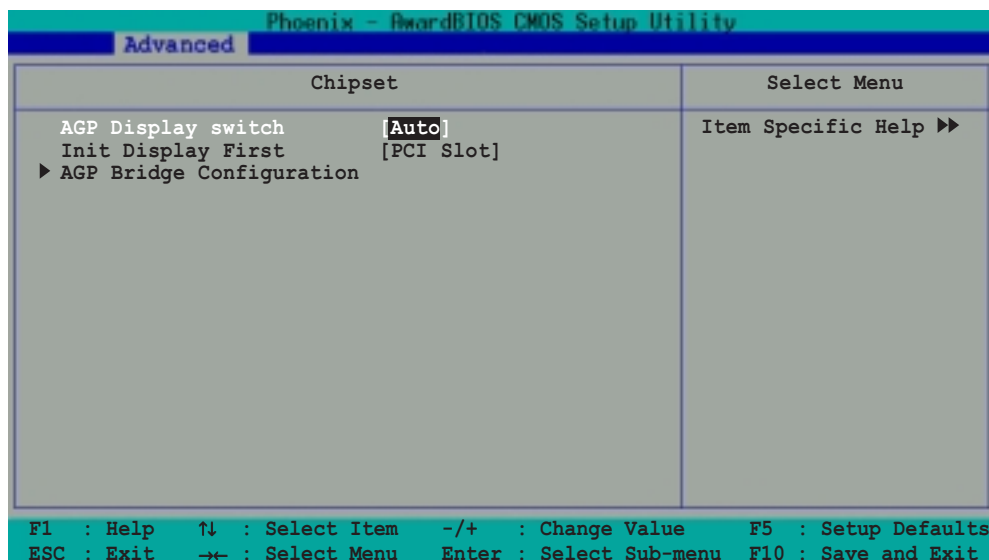 Phoenix - AwardBIOS CMOS Setup Utility
Advanced
Chipset
Select Menu
AGP Display switch [Auto]
Item Specific Help ▶▶
Init Display First [PCI Slot]
▶ AGP Bridge Configuration
F1 : Help ↑↓ : Select Item -/+ : Change Value F5 : Setup Defaults
ESC : Exit →← : Select Menu Enter : Select Sub-menu F10 : Save and Exit